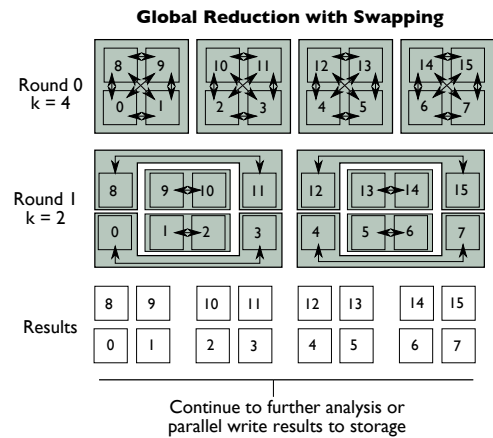 Global Reduction with Swapping
Round 0
k = 4
8 9 10 11 12 13 14 15
0 1 2 3 4 5 6 7
Round 1
k = 2
8 9 10 11 12 13 14 15
0 1 2 3 4 5 6 7
Results
8 9 10 11 12 13 14 15
0 1 2 3 4 5 6 7
Continue to further analysis or
parallel write results to storage